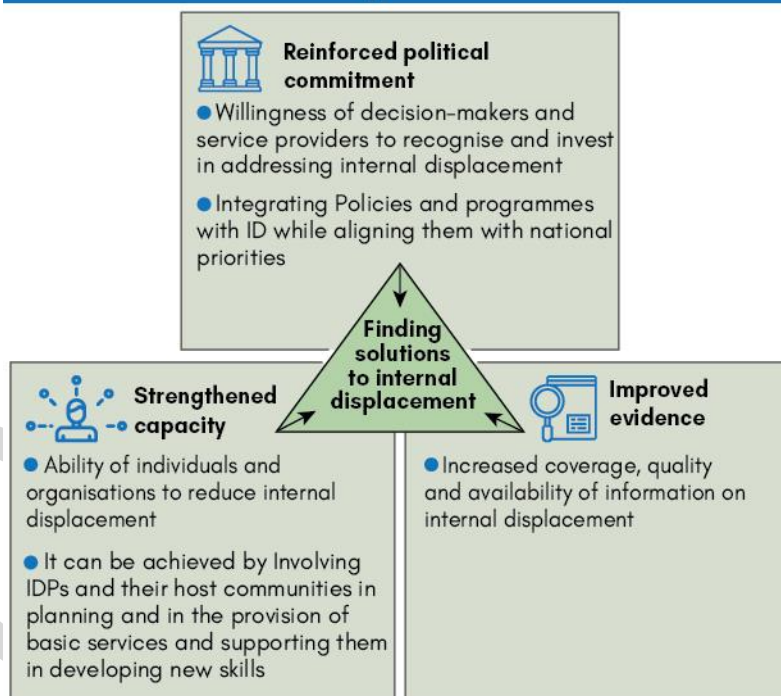 Reinforced political
commitment
● Willingness of decision-makers and
service providers to recognise and invest
in addressing internal displacement
● Integrating Policies and programmes
with ID while aligning them with national
priorities
Finding
solutions
to internal
displacement
Strengthened
capacity
● Ability of individuals and
organisations to reduce internal
displacement
● It can be achieved by Involving
IDPs and their host communities in
planning and in the provision of
basic services and supporting them
in developing new skills
Improved
evidence
● Increased coverage, quality
and availability of information on
internal displacement